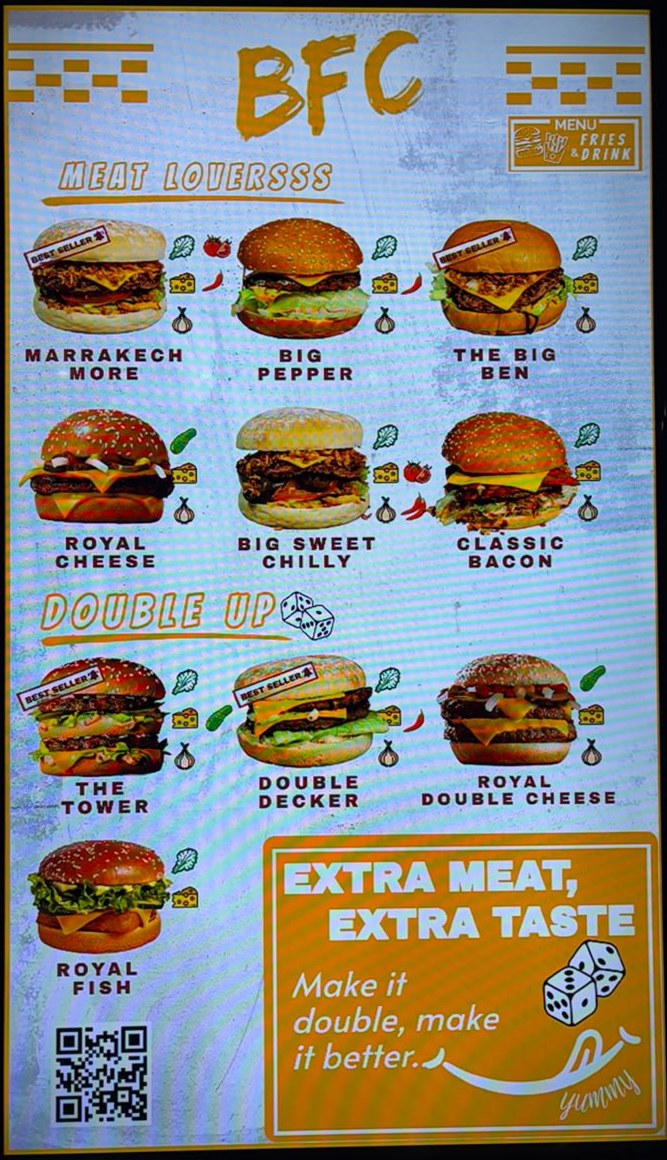 BFC
MENU
FRIES
& DRINK
MEAT LOVERSSS
BEST SELLER
MARRAKECH
MORE
BIG
PEPPER
BEST SELLER
THE BIG
BEN
ROYAL
CHEESE
BIG SWEET
CHILLY
CLASSIC
BACON
DOUBLE UP
BEST SELLER
THE
TOWER
BEST SELLER
DOUBLE
DECKER
ROYAL
DOUBLE CHEESE
ROYAL
FISH
EXTRA MEAT,
EXTRA TASTE
Make it
double, make
it better..
yummy